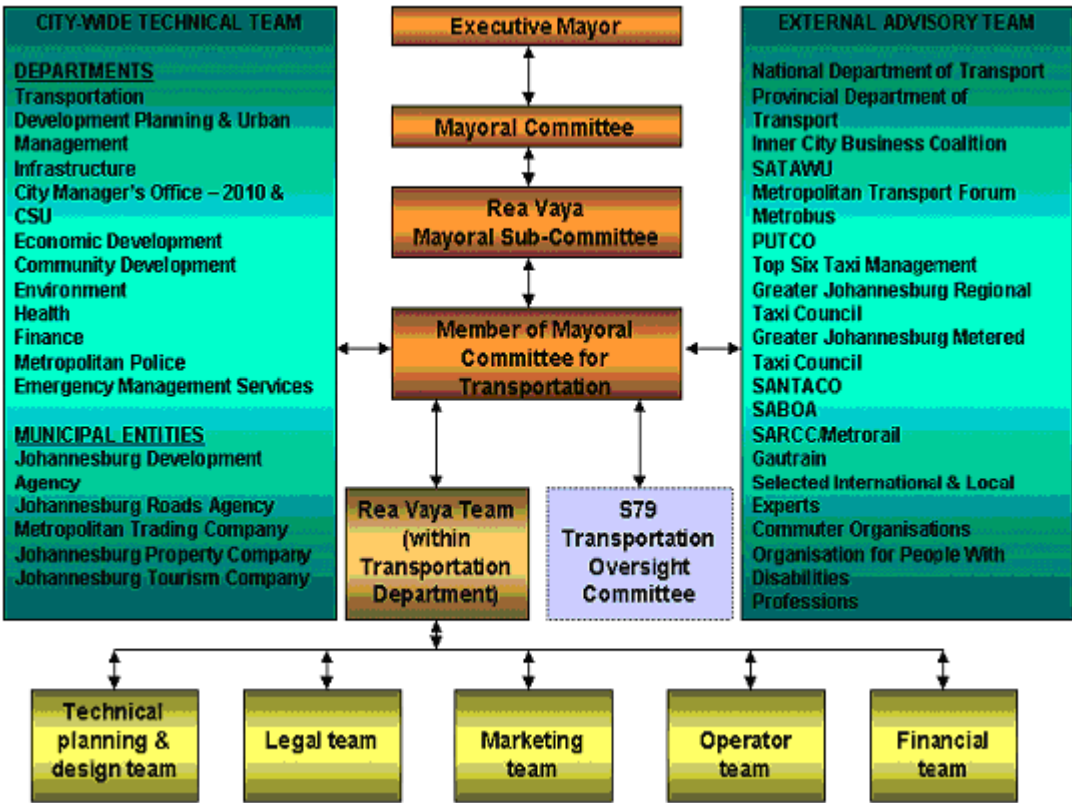 CITY-WIDE TECHNICAL TEAM
DEPARTMENTS
Transportation
Development Planning & Urban
Management
Infrastructure
City Manager's Office – 2010 &
CSU
Economic Development
Community Development
Environment
Health
Finance
Metropolitan Police
Emergency Management Services
MUNICIPAL ENTITIES
Johannesburg Development
Agency
Johannesburg Roads Agency
Metropolitan Trading Company
Johannesburg Property Company
Johannesburg Tourism Company
Executive Mayor
Mayoral Committee
Rea Vaya
Mayoral Sub-Committee
Member of Mayoral
Committee for
Transportation
Rea Vaya Team
(within
Transportation
Department)
S79
Transportation
Oversight
Committee
EXTERNAL ADVISORY TEAM
National Department of Transport
Provincial Department of
Transport
Inner City Business Coalition
SATAWU
Metropolitan Transport Forum
Metrobus
PUTCO
Top Six Taxi Management
Greater Johannesburg Regional
Taxi Council
Greater Johannesburg Metered
Taxi Council
SANTACO
SABOA
SARCC/Metrorail
Gautrain
Selected International & Local
Experts
Commuter Organisations
Organisation for People With
Disabilities
Professions
Technical
planning &
design team
Legal team
Marketing
team
Operator
team
Financial
team